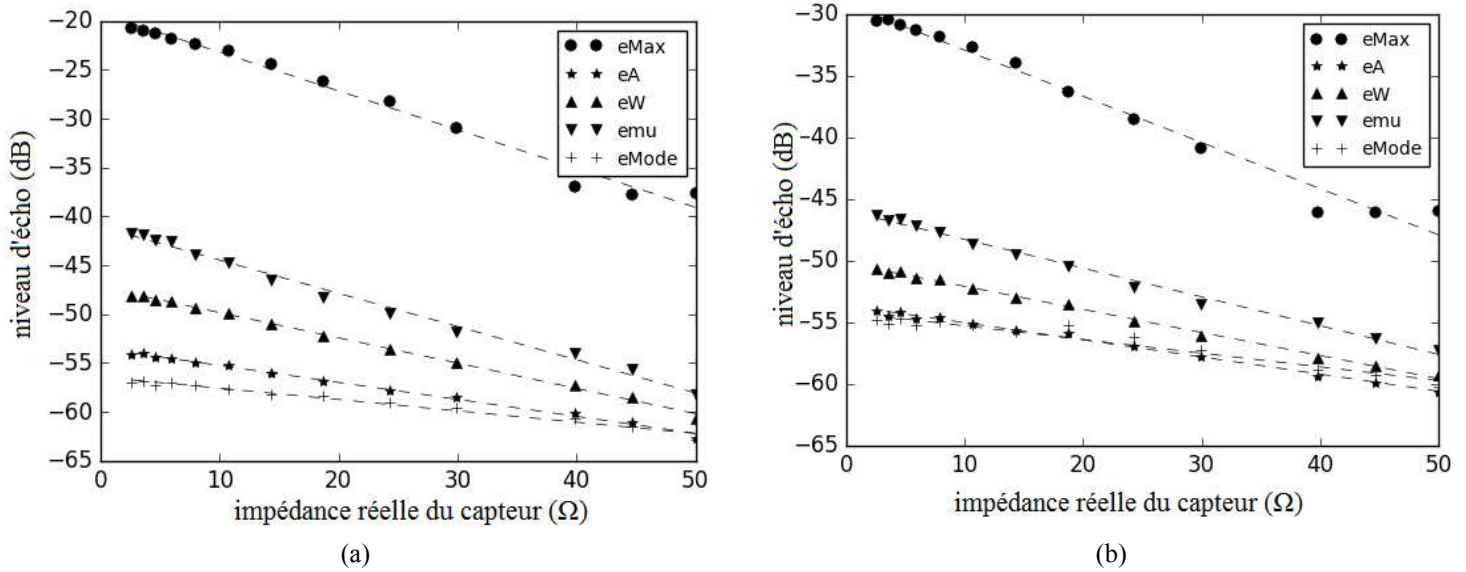 −20
−25
−30
−35
−40
−45
−50
−55
−60
−65
0
10
20
30
40
50
niveau d'écho (dB)
impédance réelle du capteur (Ω)
eMax
eA
eW
emu
eMode
(a)
−30
−35
−40
−45
−50
−55
−60
−65
0
10
20
30
40
50
niveau d'écho (dB)
impédance réelle du capteur (Ω)
eMax
eA
eW
emu
eMode
(b)